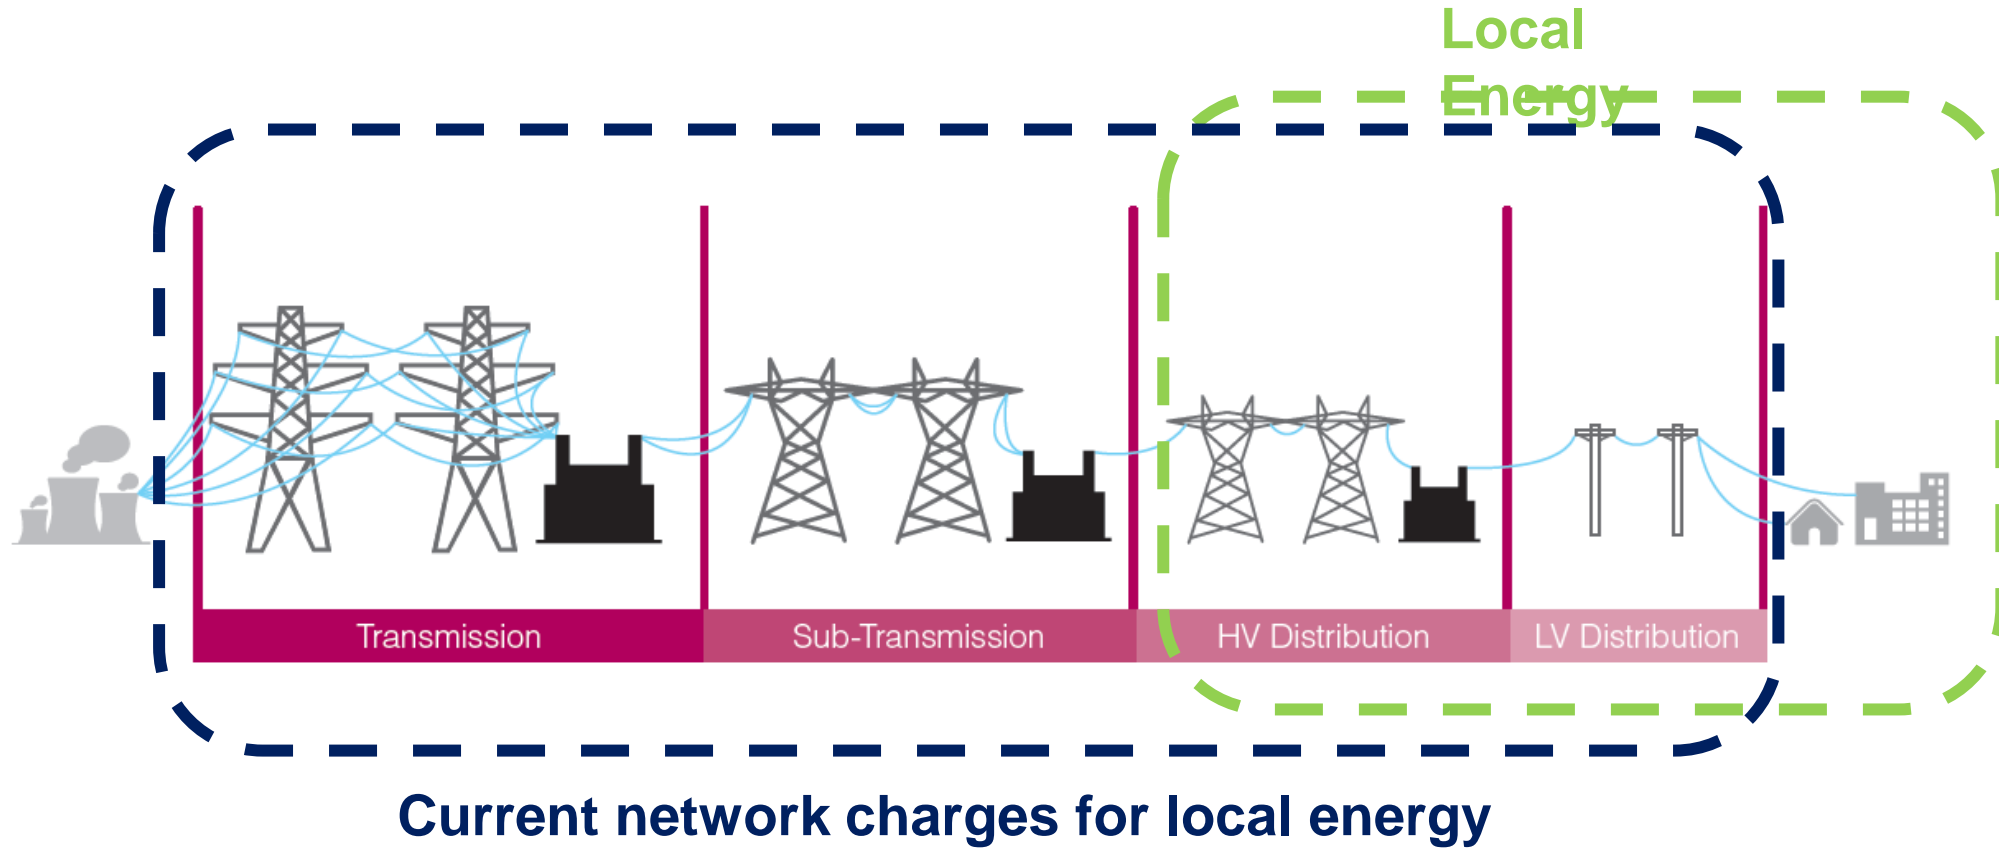 Local
Energy
Transmission
Sub-Transmission
HV Distribution
LV Distribution
Current network charges for local energy